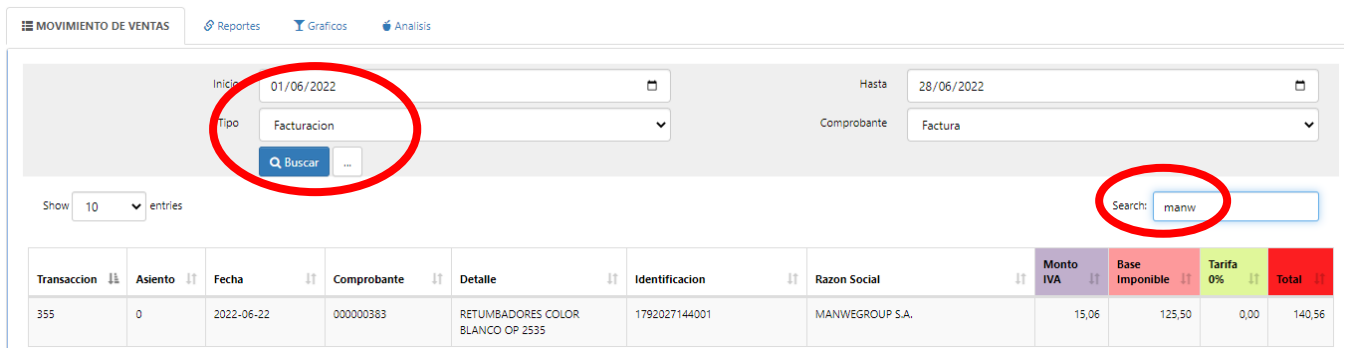 MOVIMIENTO DE VENTAS Reportes Graficos Analisis
Inicio 01/06/2022 Hasta 28/06/2022
Tipo Facturacion Comprobante Factura
Buscar ...
Show 10 entries Search: manw
Transaccion Asiento Fecha Comprobante Detalle Identificacion Razon Social Monto IVA Base Imponible Tarifa 0% Total
355 0 2022-06-22 000000383 RETUMBADORES COLOR BLANCO OP 2535 1792027144001 MANWEGROUP S.A. 15,06 125,50 0,00 140,56